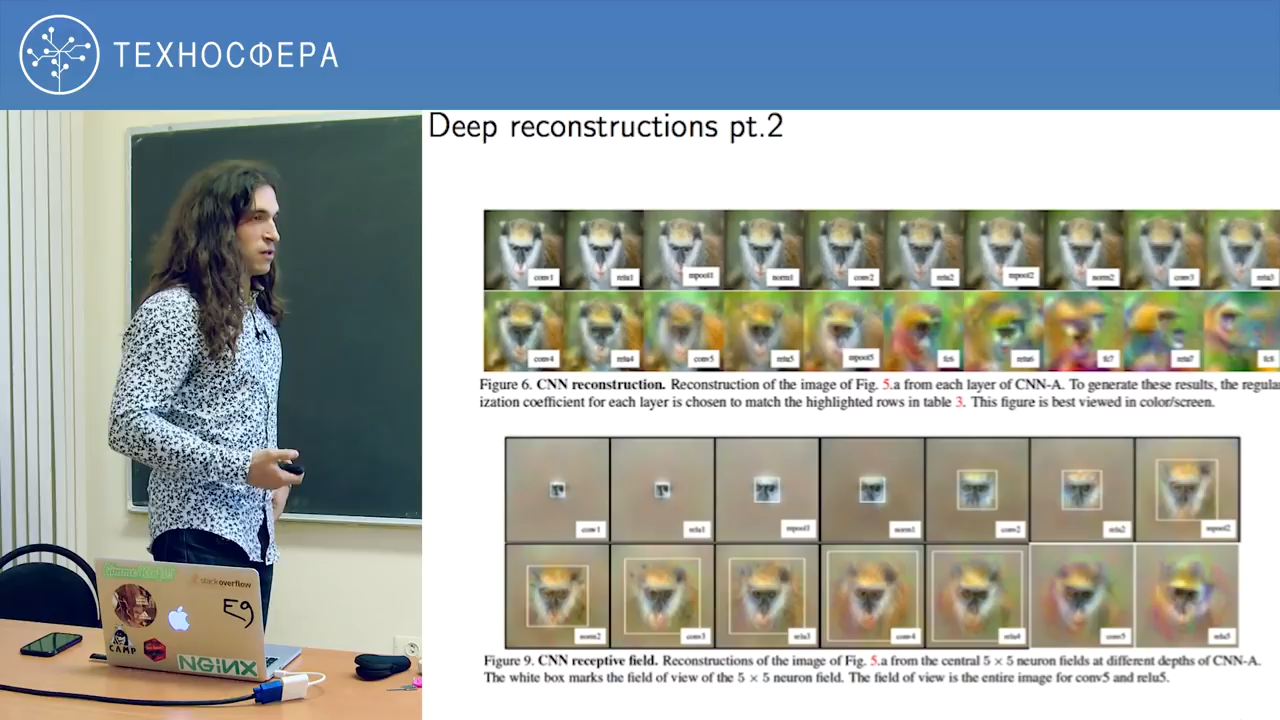 ТЕХНОСФЕРА
Deep reconstructions pt.2
conv1 relu1 mpool1 norm1 conv2 relu2 mpool2 norm2 conv3 relu3
conv4 relu4 conv5 relu5 mpool5 fc6 relu6 fc7 relu7 fc8
Figure 6. CNN reconstruction. Reconstruction of the image of Fig. 5.a from each layer of CNN-A. To generate these results, the regular
ization coefficient for each layer is chosen to match the highlighted rows in table 3. This figure is best viewed in color/screen.
conv1 relu1 mpool1 norm1 conv2 relu2 mpool2
norm2 conv3 relu3 conv4 relu4 conv5 relu5
Figure 9. CNN receptive field. Reconstructions of the image of Fig. 5.a from the central 5 × 5 neuron fields at different depths of CNN-A.
The white box marks the field of view of the 5 × 5 neuron field. The field of view is the entire image for conv5 and relu5.
stackoverflow
E9
CAMP
NGINX